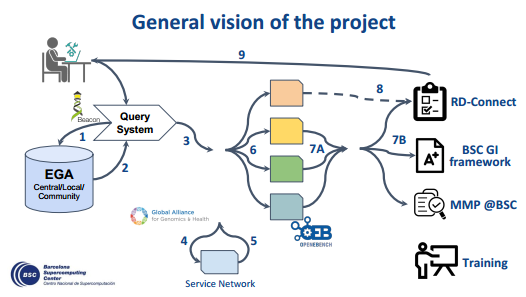 General vision of the project
9
8
Beacon
Query
System
RD-Connect
1
3
6
7A
7B
2
EGA
Central/Local/
Community
BSC GI
framework
A+
Global Alliance
for Genomics & Health
MMP @BSC
OEB
OPENEBENCH
4
5
Service Network
Training
BSC
Barcelona
Supercomputing
Center
Centro Nacional de Supercomputación